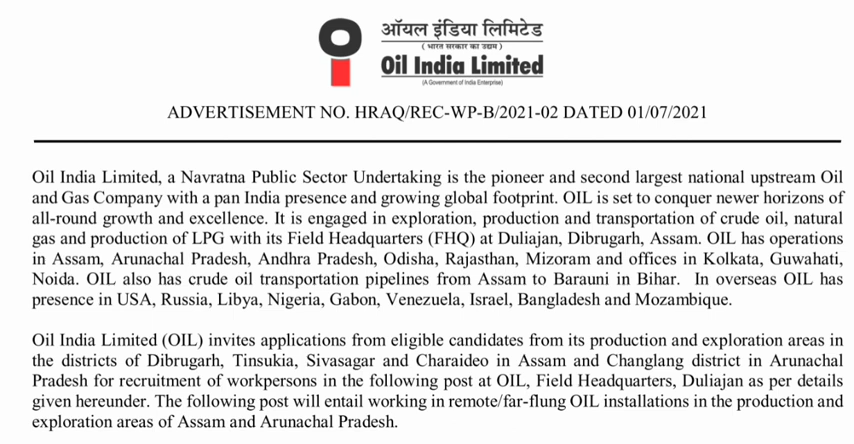 ऑयल इंडिया लिमिटेड
( भारत सरकार का उद्यम )
Oil India Limited
(A Government of India Enterprise)
ADVERTISEMENT NO. HRAQ/REC-WP-B/2021-02 DATED 01/07/2021
Oil India Limited, a Navratna Public Sector Undertaking is the pioneer and second largest national upstream Oil
and Gas Company with a pan India presence and growing global footprint. OIL is set to conquer newer horizons of
all-round growth and excellence. It is engaged in exploration, production and transportation of crude oil, natural
gas and production of LPG with its Field Headquarters (FHQ) at Duliajan, Dibrugarh, Assam. OIL has operations
in Assam, Arunachal Pradesh, Andhra Pradesh, Odisha, Rajasthan, Mizoram and offices in Kolkata, Guwahati,
Noida. OIL also has crude oil transportation pipelines from Assam to Barauni in Bihar. In overseas OIL has
presence in USA, Russia, Libya, Nigeria, Gabon, Venezuela, Israel, Bangladesh and Mozambique.
Oil India Limited (OIL) invites applications from eligible candidates from its production and exploration areas in
the districts of Dibrugarh, Tinsukia, Sivasagar and Charaideo in Assam and Changlang district in Arunachal
Pradesh for recruitment of workpersons in the following post at OIL, Field Headquarters, Duliajan as per details
given hereunder. The following post will entail working in remote/far-flung OIL installations in the production and
exploration areas of Assam and Arunachal Pradesh.